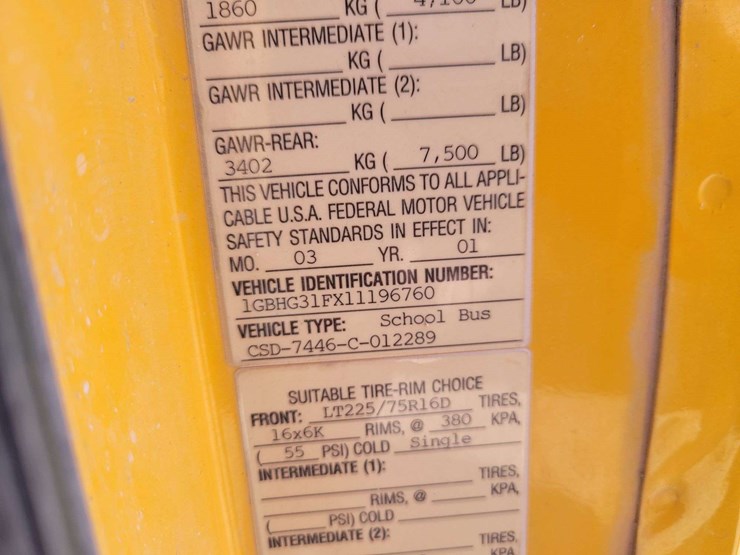 1860 KG ( 4,100 LB)
GAWR INTERMEDIATE (1):
KG ( LB)
GAWR INTERMEDIATE (2):
KG ( LB)
GAWR-REAR:
3402 KG ( 7,500 LB)
THIS VEHICLE CONFORMS TO ALL APPLI-
CABLE U.S.A. FEDERAL MOTOR VEHICLE
SAFETY STANDARDS IN EFFECT IN:
MO. 03 YR. 01
VEHICLE IDENTIFICATION NUMBER:
1GBHG31FX11196760
VEHICLE TYPE: School Bus
CSD-7446-C-012289
SUITABLE TIRE-RIM CHOICE
FRONT: LT225/75R16D TIRES,
16x6K RIMS, @ 380 KPA,
( 55 PSI) COLD Single
INTERMEDIATE (1):
TIRES,
RIMS, @ KPA,
( PSI) COLD
INTERMEDIATE (2):
TIRES,
KPA